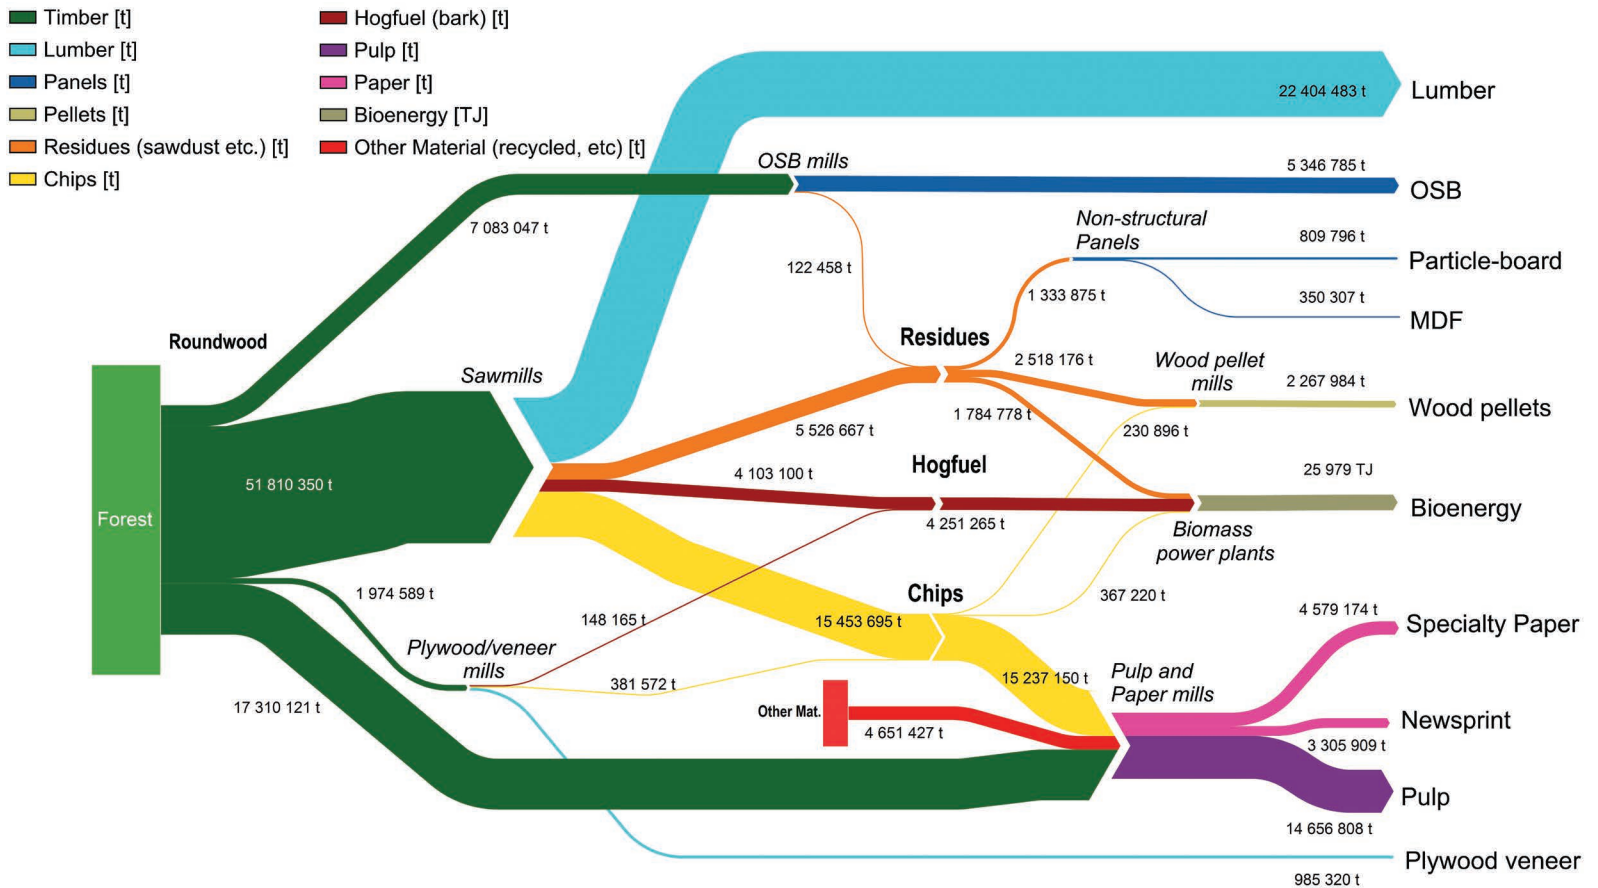 Timber [t]
Lumber [t]
Panels [t]
Pellets [t]
Residues (sawdust etc.) [t]
Chips [t]
Hogfuel (bark) [t]
Pulp [t]
Paper [t]
Bioenergy [TJ]
Other Material (recycled, etc) [t]
22 404 483 t
Lumber
OSB mills
5 346 785 t
OSB
7 083 047 t
Non-structural
Panels
809 796 t
Particle-board
122 458 t
1 333 875 t
350 307 t
MDF
Roundwood
Residues
Sawmills
2 518 176 t
Wood pellet
mills
2 267 984 t
Wood pellets
1 784 778 t
5 526 667 t
230 896 t
Hogfuel
4 103 100 t
25 979 TJ
51 810 350 t
Bioenergy
Forest
4 251 265 t
Biomass
power plants
Chips
1 974 589 t
367 220 t
4 579 174 t
148 165 t
15 453 695 t
Specialty Paper
Plywood/veneer
mills
381 572 t
15 237 150 t
Pulp and
Paper mills
17 310 121 t
Other Mat.
4 651 427 t
Newsprint
3 305 909 t
Pulp
14 656 808 t
Plywood veneer
985 320 t